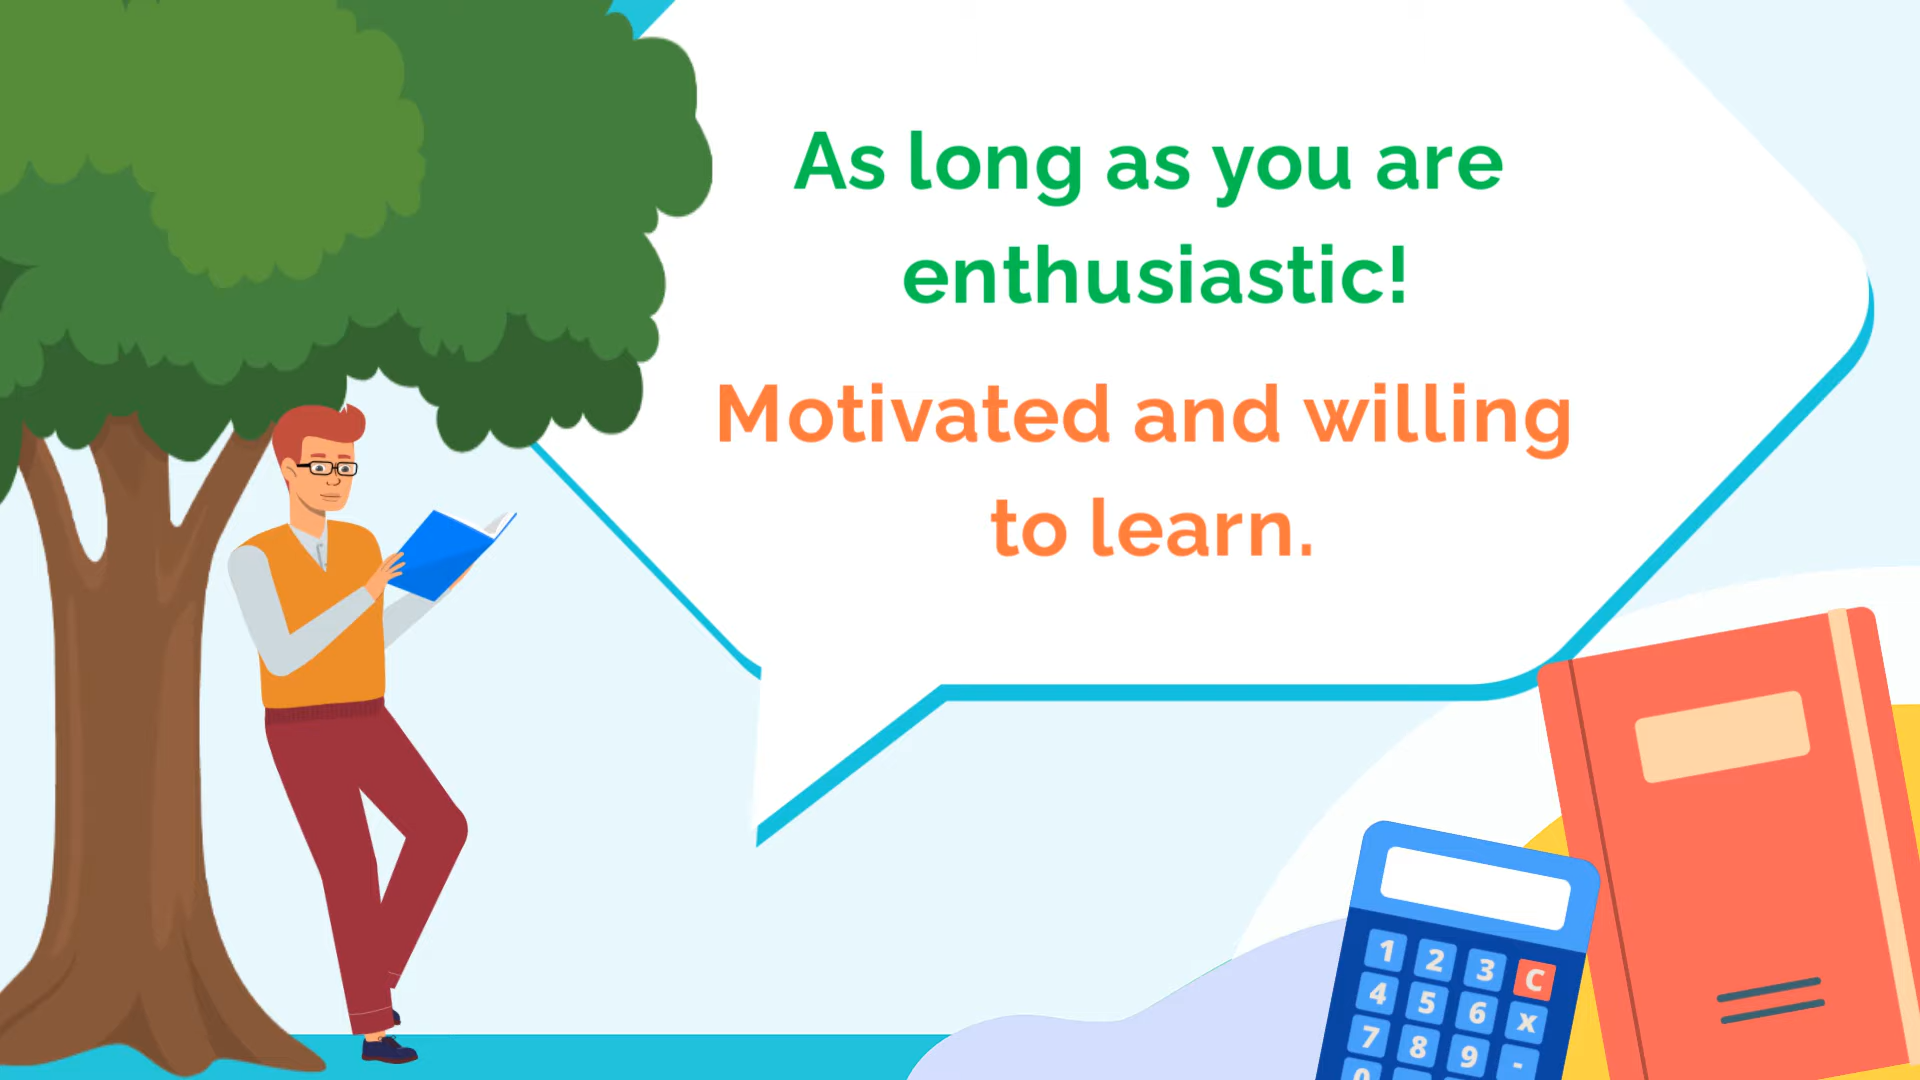 As long as you are
enthusiastic!
Motivated and willing
to learn.
1 2 3 C
4 5 6 x
7 8 9 -
0